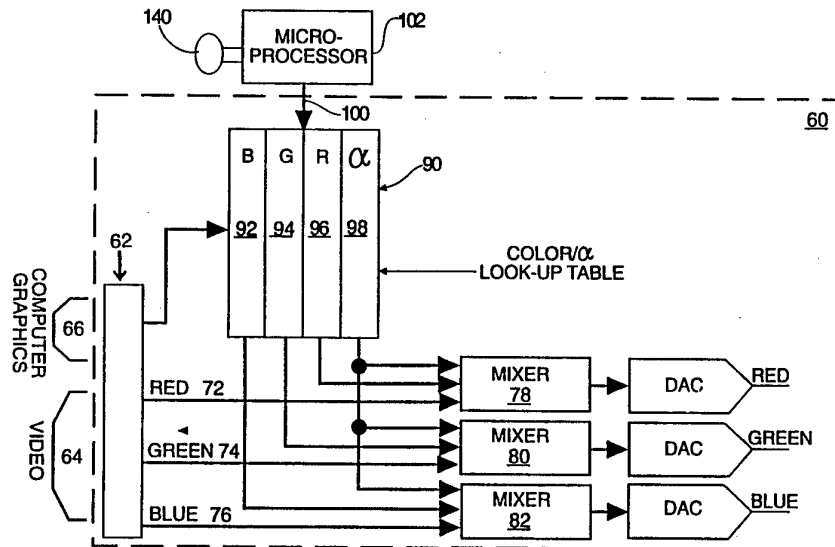 140
MICRO-
PROCESSOR
102
100
60
B G R α
90
92 94 96 98
62
COLOR/α
LOOK-UP TABLE
COMPUTER
GRAPHICS
66
VIDEO
64
RED 72
MIXER
78
DAC
RED
GREEN 74
MIXER
80
DAC
GREEN
BLUE 76
MIXER
82
DAC
BLUE